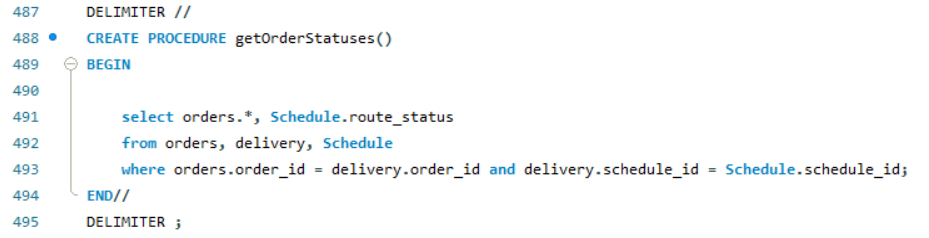 487 DELIMITER //
488 CREATE PROCEDURE getOrderStatuses()
489 BEGIN
490
491 select orders.*, Schedule.route_status
492 from orders, delivery, Schedule
493 where orders.order_id = delivery.order_id and delivery.schedule_id = Schedule.schedule_id;
494 END//
495 DELIMITER ;